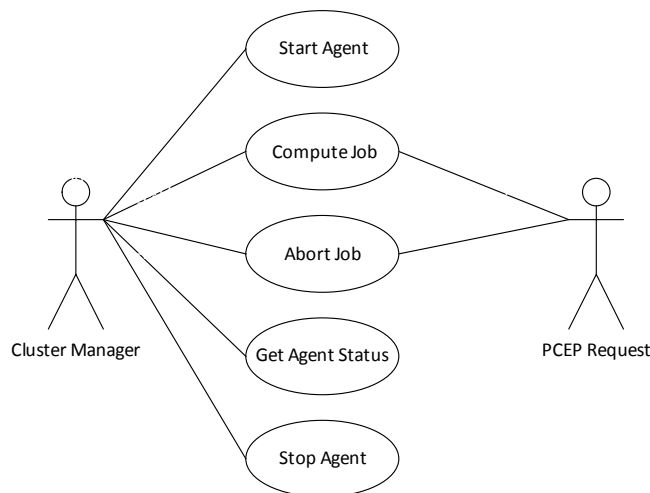 Start Agent
Compute Job
Abort Job
Cluster Manager
PCEP Request
Get Agent Status
Stop Agent